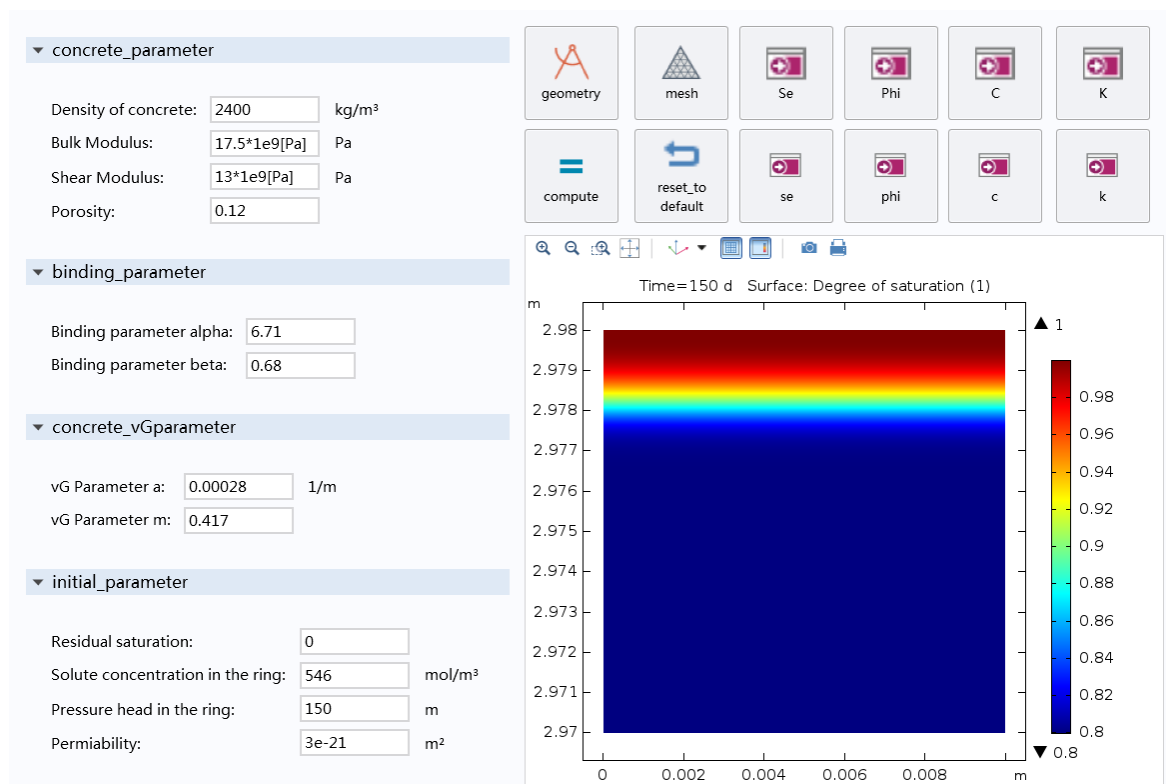 concrete_parameter
Density of concrete: 2400 kg/m³
Bulk Modulus: 17.5*1e9[Pa] Pa
Shear Modulus: 13*1e9[Pa] Pa
Porosity: 0.12
binding_parameter
Binding parameter alpha: 6.71
Binding parameter beta: 0.68
concrete_vGparameter
vG Parameter a: 0.00028 1/m
vG Parameter m: 0.417
initial_parameter
Residual saturation: 0
Solute concentration in the ring: 546 mol/m³
Pressure head in the ring: 150 m
Permiability: 3e-21 m²
geometry mesh Se Phi C K
compute reset_to default se phi c k
Time=150 d Surface: Degree of saturation (1)
m
2.98
2.979
2.978
2.977
2.976
2.975
2.974
2.973
2.972
2.971
2.97
0 0.002 0.004 0.006 0.008 m
▲ 1
0.98
0.96
0.94
0.92
0.9
0.88
0.86
0.84
0.82
0.8
▼ 0.8